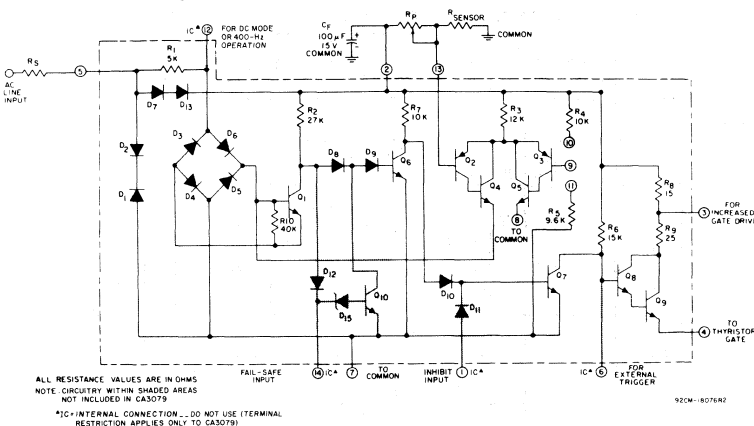 IC▲ 12 FOR DC MODE
OR 400-Hz
OPERATION
CF
100 μF
15 V
COMMON
+
-
RP
RSENSOR
COMMON
RS
5
R1
5K
2
13
AC
LINE
INPUT
D7
D13
R2
27K
R7
10K
R3
12 K
R4
10K
10
D2
D3
D6
D8
D9
Q6
Q2
Q3
9
D1
D4
D5
Q1
Q4
Q5
11
R8
15
R10
40K
8
TO
COMMON
R5
9.6K
R6
15 K
3
FOR
INCREASED
GATE DRIVE
R9
25
D12
D15
Q10
D10
D11
Q7
Q8
Q9
4
TO
THYRISTOR
GATE
FAIL-SAFE
INPUT
14 IC▲
7
TO
COMMON
INHIBIT
INPUT
1 IC▲
IC▲ 6
FOR
EXTERNAL
TRIGGER
ALL RESISTANCE VALUES ARE IN OHMS
NOTE: CIRCUITRY WITHIN SHADED AREAS
NOT INCLUDED IN CA3079
▲IC = INTERNAL CONNECTION -- DO NOT USE (TERMINAL
RESTRICTION APPLIES ONLY TO CA3079)
92CM-18076R2